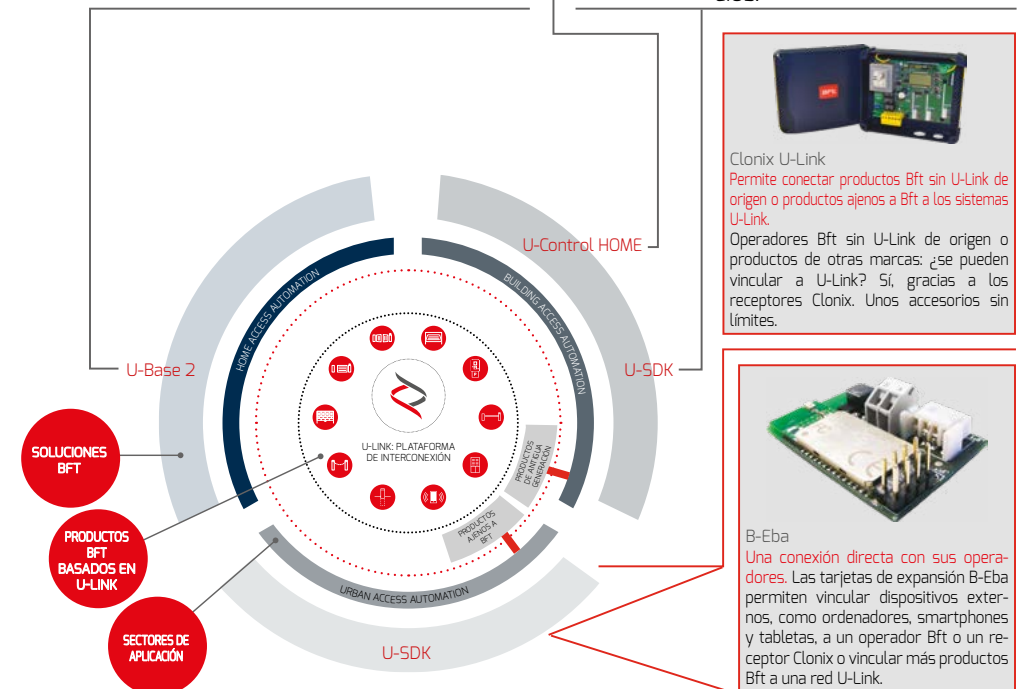 Clonix U-Link
Permite conectar productos Bft sin U-Link de
origen o productos ajenos a Bft a los sistemas
U-Link.
Operadores Bft sin U-Link de origen o
productos de otras marcas: ¿se pueden
vincular a U-Link? Sí, gracias a los
receptores Clonix. Unos accesorios sin
límites.
U-Control HOME
HOME ACCESS AUTOMATION
BUILDING ACCESS AUTOMATION
U-Base 2
U-SDK
U-LINK: PLATAFORMA
DE INTERCONEXIÓN
PRODUCTOS
DE ANTIGUA
GENERACIÓN
PRODUCTOS
AJENOS A
BFT
SOLUCIONES
BFT
PRODUCTOS
BFT
BASADOS EN
U-LINK
SECTORES DE
APLICACIÓN
URBAN ACCESS AUTOMATION
U-SDK
B-Eba
Una conexión directa con sus opera-
dores. Las tarjetas de expansión B-Eba
permiten vincular dispositivos exter-
nos, como ordenadores, smartphones
y tabletas, a un operador Bft o un re-
ceptor Clonix o vincular más productos
Bft a una red U-Link.